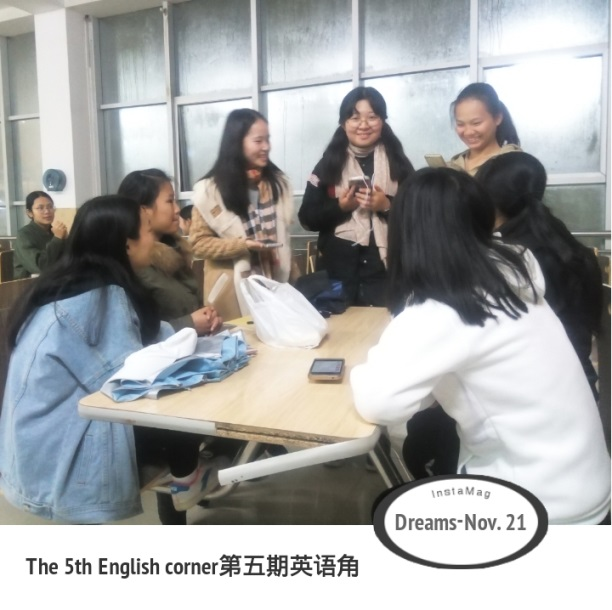 InstaMag
Dreams-Nov. 21
The 5th English corner第五期英语角